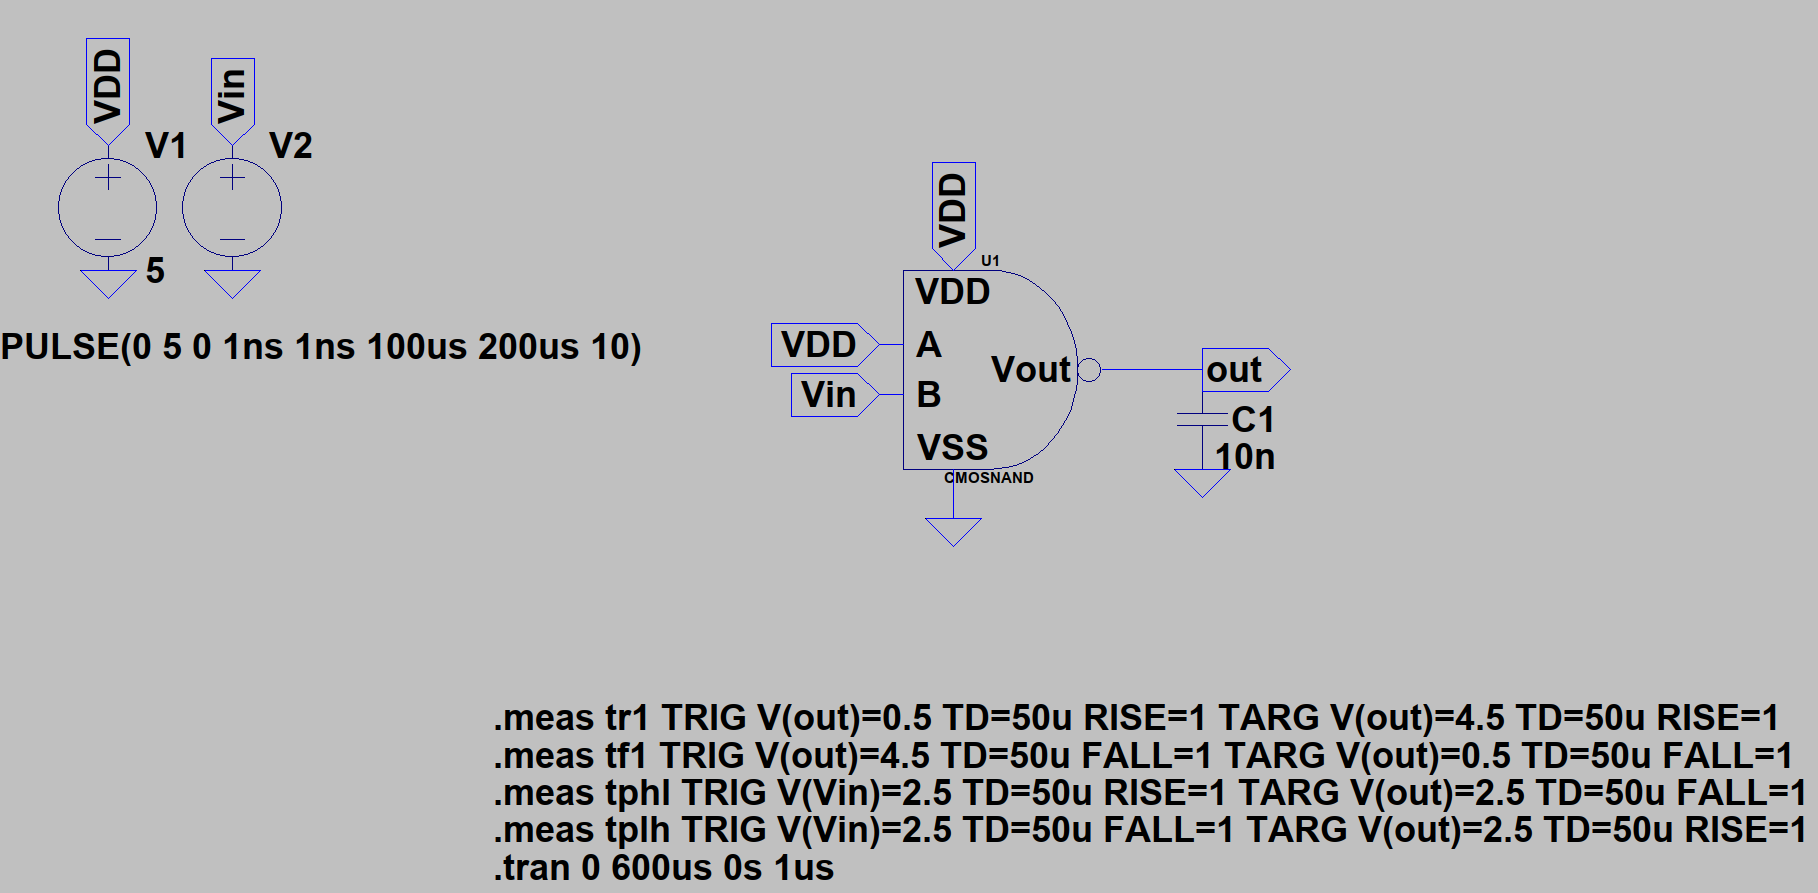 VDD
Vin
V1
V2
5
PULSE(0 5 0 1ns 1ns 100us 200us 10)
VDD
U1
VDD
VDD
A
Vin
B
Vout
out
VSS
CMOSNAND
C1
10n
.meas tr1 TRIG V(out)=0.5 TD=50u RISE=1 TARG V(out)=4.5 TD=50u RISE=1
.meas tf1 TRIG V(out)=4.5 TD=50u FALL=1 TARG V(out)=0.5 TD=50u FALL=1
.meas tphl TRIG V(Vin)=2.5 TD=50u RISE=1 TARG V(out)=2.5 TD=50u FALL=1
.meas tplh TRIG V(Vin)=2.5 TD=50u FALL=1 TARG V(out)=2.5 TD=50u RISE=1
.tran 0 600us 0s 1us